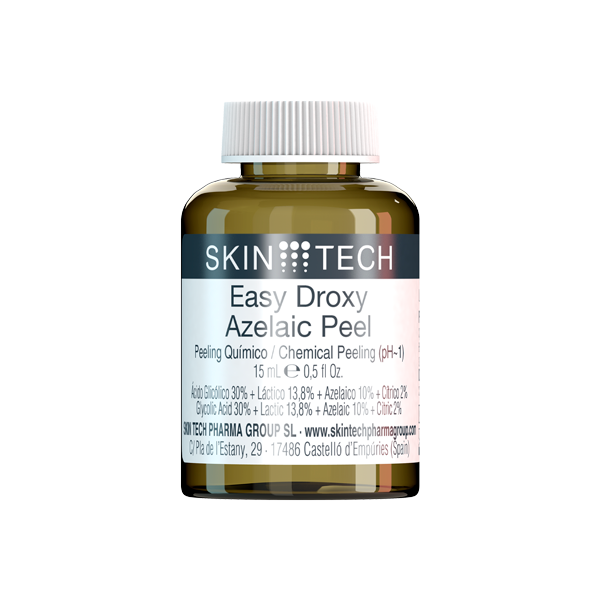 SKIN TECH
Easy Droxy
Azelaic Peel
Peeling Químico / Chemical Peeling (pH~1)
15 mL ℮ 0,5 fl Oz.
Ácido Glicólico 30% + Láctico 13,8% + Azelaico 10% + Cítrico 2%
Glycolic Acid 30% + Lactic 13,8% + Azelaic 10% + Citric 2%
SKIN TECH PHARMA GROUP SL - www.skintechpharmagroup.com
C/ Pla de l'Estany, 29 - 17486 Castelló d'Empúries (Spain)